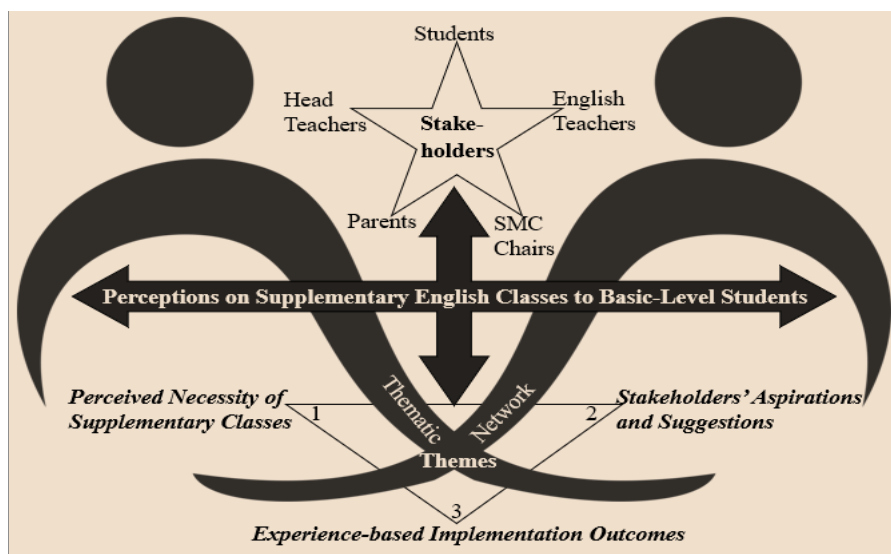 Students
Head
Teachers
English
Teachers
Stake-
holders
Parents
SMC
Chairs
Perceptions on Supplementary English Classes to Basic-Level Students
Thematic
Network
Perceived Necessity of
Supplementary Classes
1
2
Stakeholders' Aspirations
and Suggestions
Themes
3
Experience-based Implementation Outcomes